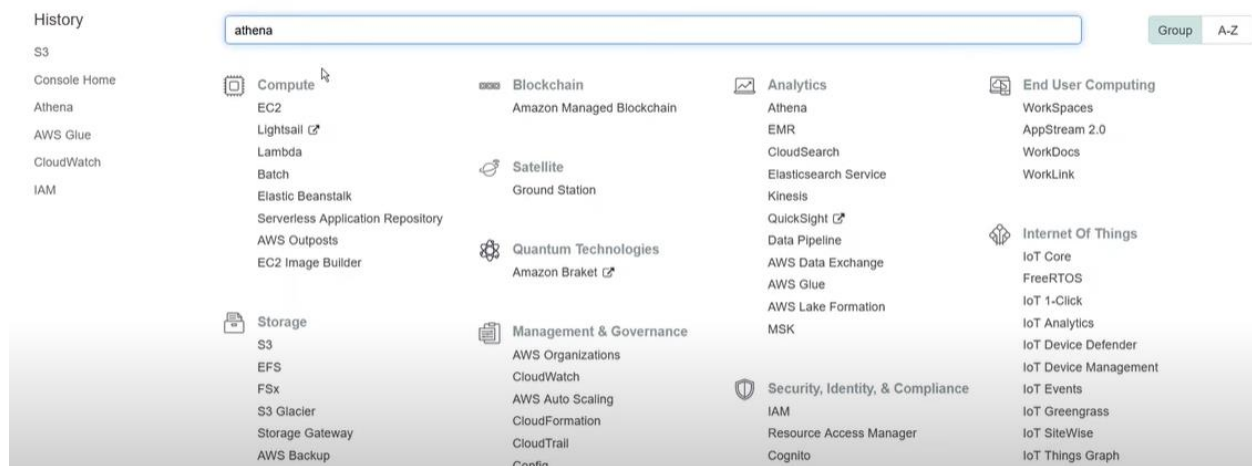 History
S3
Console Home
Athena
AWS Glue
CloudWatch
IAM
athena
Group
A-Z
Compute
EC2
Lightsail
Lambda
Batch
Elastic Beanstalk
Serverless Application Repository
AWS Outposts
EC2 Image Builder
Storage
S3
EFS
FSx
S3 Glacier
Storage Gateway
AWS Backup
Blockchain
Amazon Managed Blockchain
Satellite
Ground Station
Quantum Technologies
Amazon Braket
Management & Governance
AWS Organizations
CloudWatch
AWS Auto Scaling
CloudFormation
CloudTrail
Config
Analytics
Athena
EMR
CloudSearch
Elasticsearch Service
Kinesis
QuickSight
Data Pipeline
AWS Data Exchange
AWS Glue
AWS Lake Formation
MSK
Security, Identity, & Compliance
IAM
Resource Access Manager
Cognito
End User Computing
WorkSpaces
AppStream 2.0
WorkDocs
WorkLink
Internet Of Things
IoT Core
FreeRTOS
IoT 1-Click
IoT Analytics
IoT Device Defender
IoT Device Management
IoT Events
IoT Greengrass
IoT SiteWise
IoT Things Graph